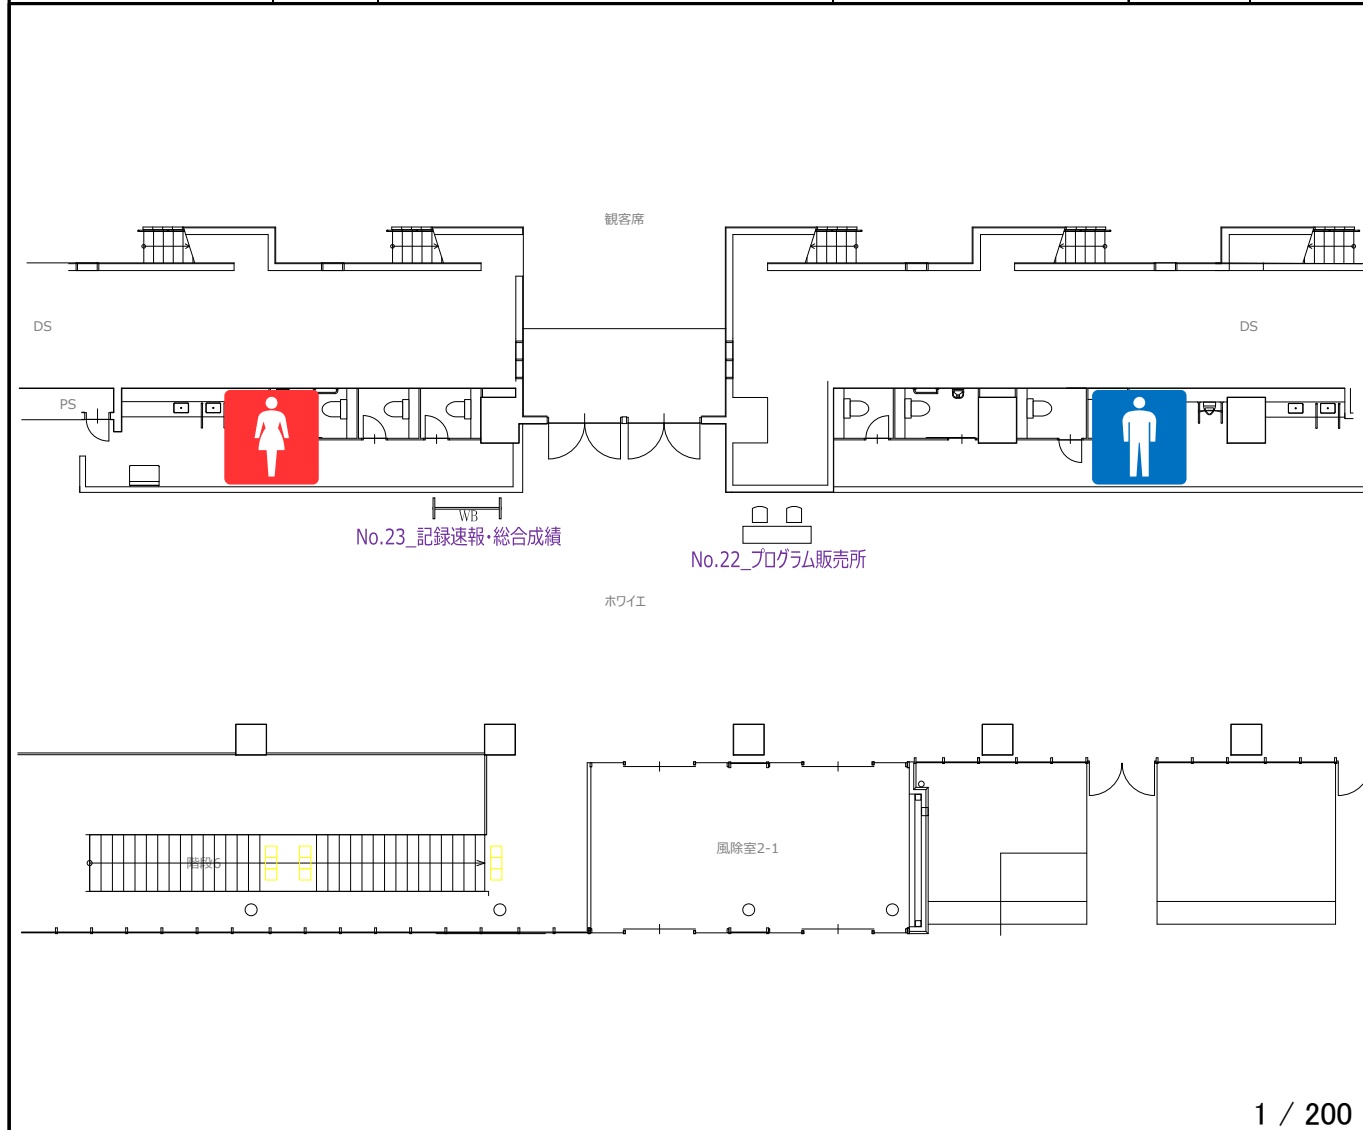 観客席
DS
DS
PS
WB
No.23_記録速報・総合成績
No.22_プログラム販売所
ホワイエ
階段6
風除室2-1
1 / 200